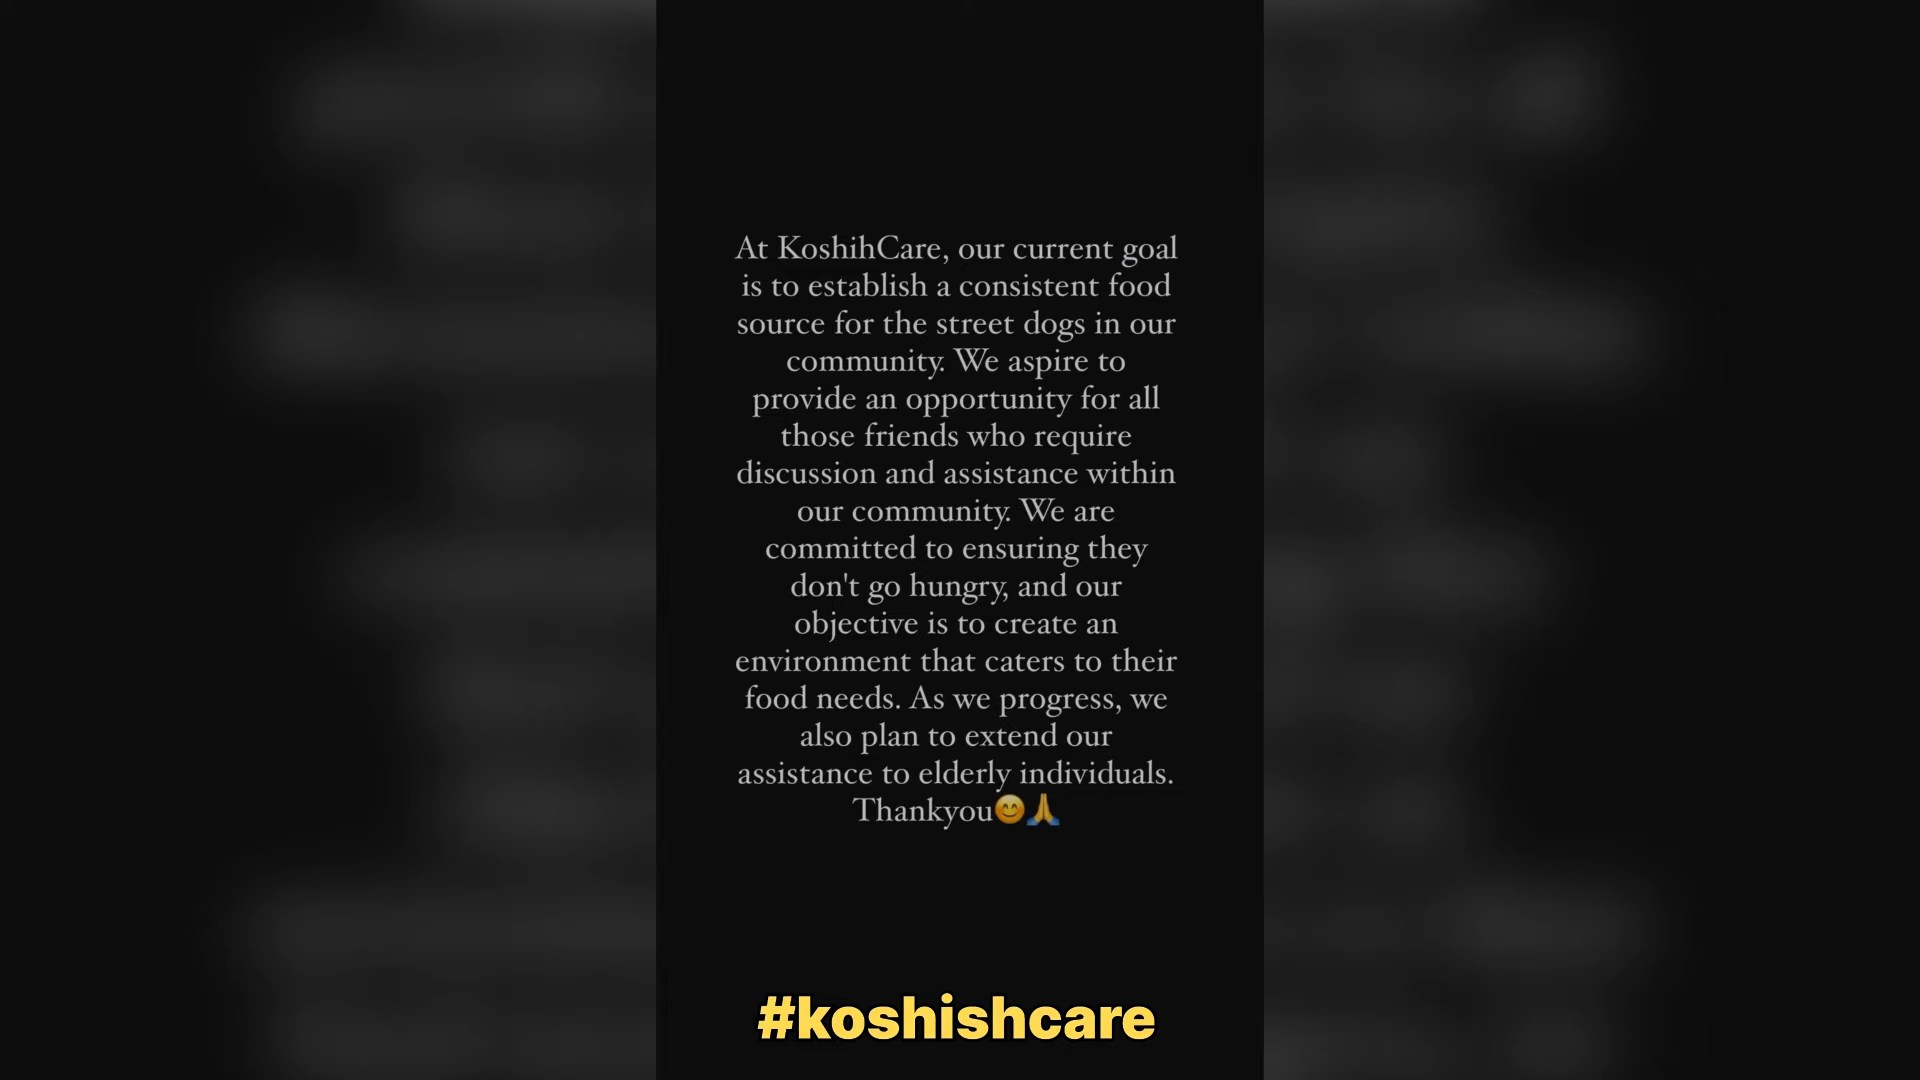 At KoshihCare, our current goal
is to establish a consistent food
source for the street dogs in our
community. We aspire to
provide an opportunity for all
those friends who require
discussion and assistance within
our community. We are
committed to ensuring they
don't go hungry, and our
objective is to create an
environment that caters to their
food needs. As we progress, we
also plan to extend our
assistance to elderly individuals.
Thankyou😊🙏
#koshishcare